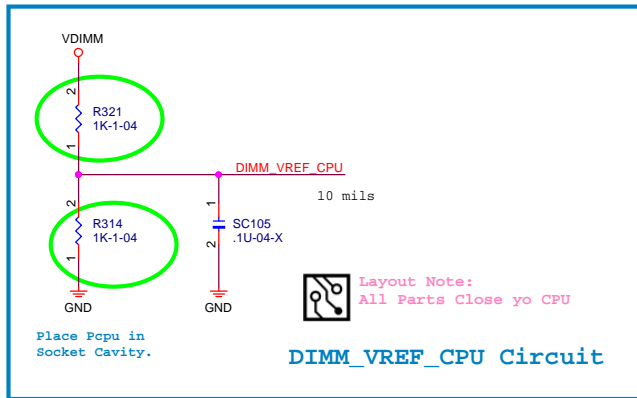 VDIMM
2
R321
1K-1-04
1
DIMM_VREF_CPU
10 mils
2
R314
1K-1-04
1
1
SC105
.1U-04-X
2
GND
GND
Layout Note:
All Parts Close yo CPU
Place Pcpu in
Socket Cavity.
DIMM_VREF_CPU Circuit